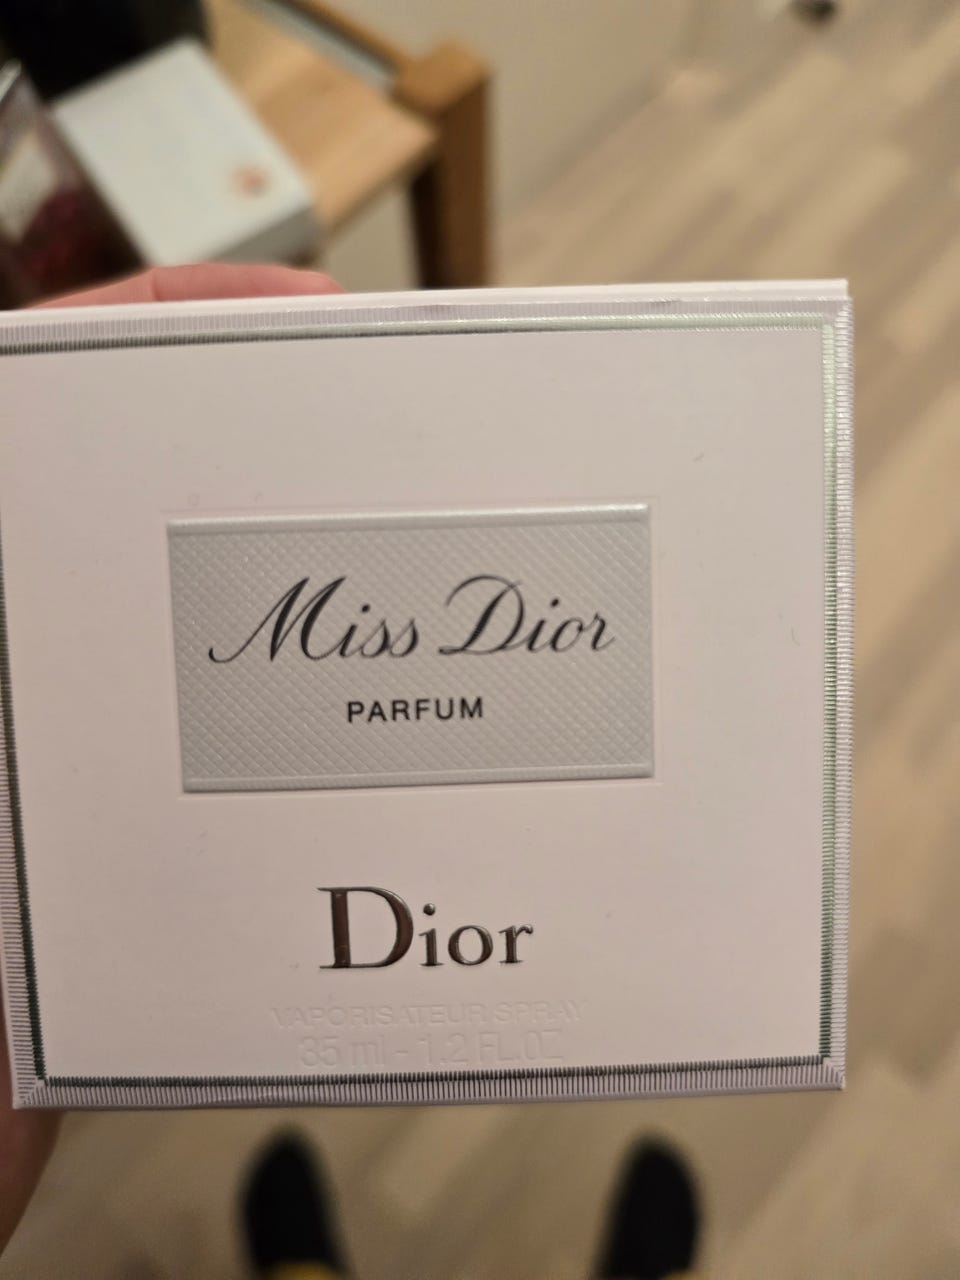 Miss Dior
PARFUM
Dior
VAPORISATEUR SPRAY
35 ml - 1.2 FL.OZ